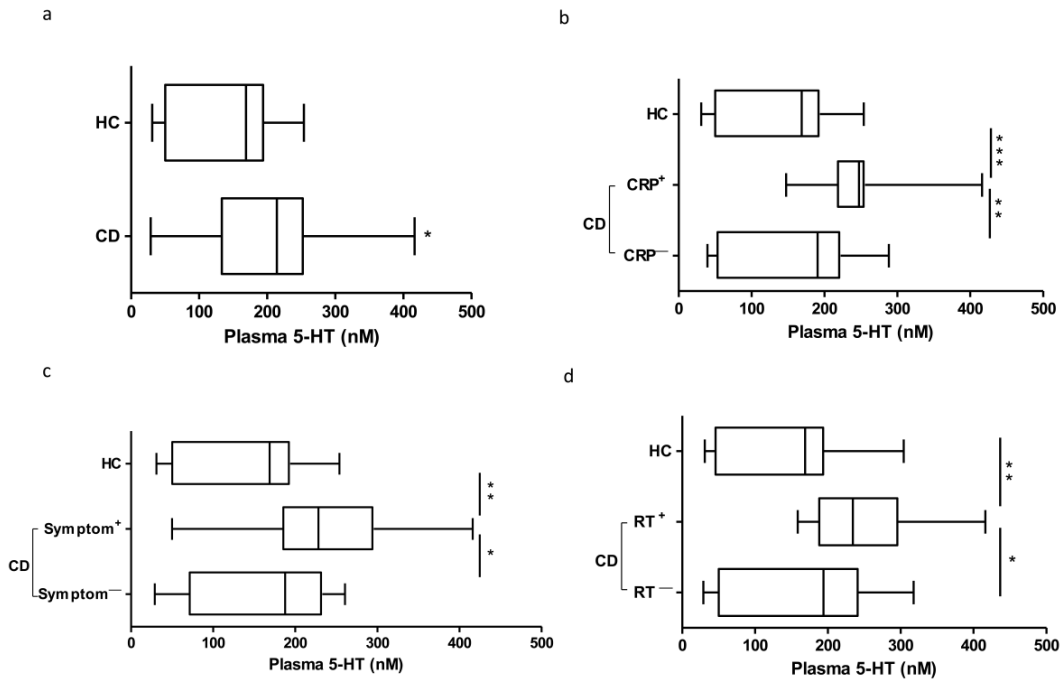 a
HC
CD
*
0 100 200 300 400 500
Plasma 5-HT (nM)
b
HC
CRP+
CD
CRP—
***
**
0 100 200 300 400 500
Plasma 5-HT (nM)
c
HC
Symptom+
CD
Symptom—
**
*
0 100 200 300 400 500
Plasma 5-HT (nM)
d
HC
RT+
CD
RT—
**
*
0 100 200 300 400 500
Plasma 5-HT (nM)